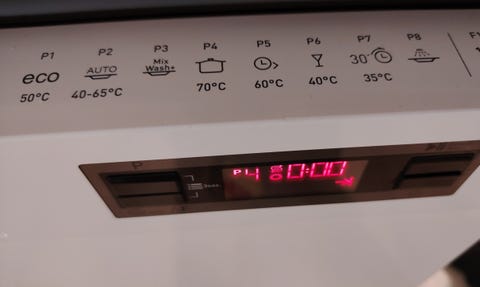 P1 P2 P3 P4 P5 P6 P7 P8
eco AUTO Mix 30'
Wash+
50°C 40-65°C 70°C 60°C 40°C 35°C
P
P4 0:00